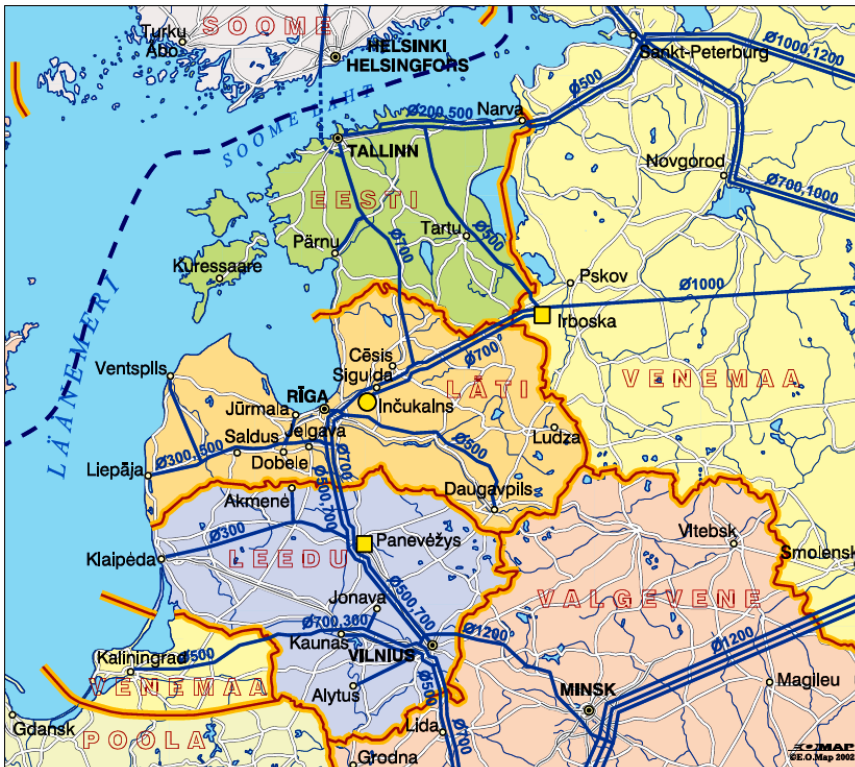 SOOME
Turku
Åbo
HELSINKI
HELSINGFORS
Sankt-Peterburg
Ø1000,1200
Ø500
Narva
Ø200,500
SOOME LAHT
TALLINN
Novgorod
Ø700,1000
EESTI
Pärnu
Tartu
Ø500
Ø700
Kuressaare
Pskov
Ø1000
Irboska
LÄÄNEMERI
Ventspils
Cēsis
Sigulda
Ø700
LÄTI
VENEMAA
RĪGA
Inčukalns
Jūrmala
Jelgava
Saldus
Dobele
Ø500
Ludza
Ø300,500
Liepāja
Ø700
Ø500,700
Daugavpils
Akmenė
Ø300
LEEDU
Panevėžys
Klaipėda
Vitebsk
Smolensk
VALGEVENE
Jonava
Ø500,700
Ø700,300
Kaunas
VILNIUS
Ø1200
Ø1200
Kaliningrad
Ø500
VENEMAA
Alytus
Ø500
MINSK
Magileu
Gdansk
POOLA
Lida
Ø700
Grodna
E.O.MAP
©E.O.Map 2002